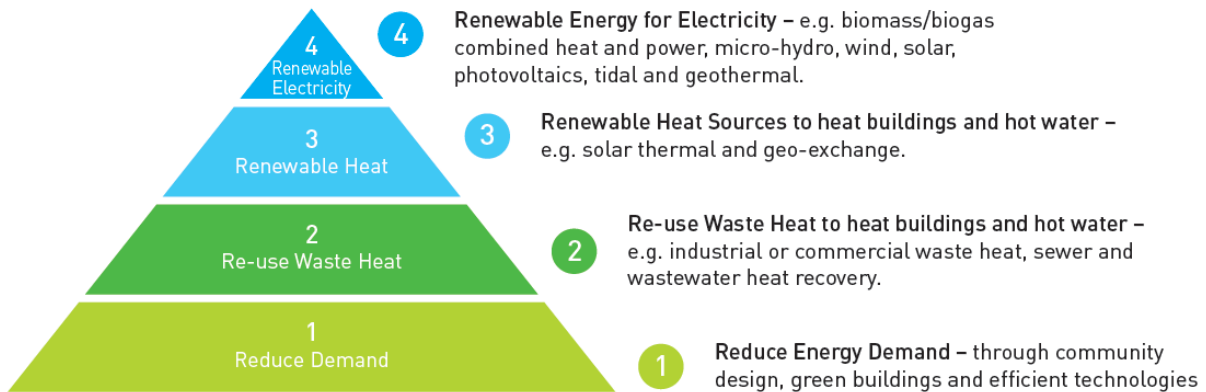 4
Renewable
Electricity
4
Renewable Energy for Electricity – e.g. biomass/biogas
combined heat and power, micro-hydro, wind, solar,
photovoltaics, tidal and geothermal.
3
Renewable Heat
3
Renewable Heat Sources to heat buildings and hot water –
e.g. solar thermal and geo-exchange.
2
Re-use Waste Heat
2
Re-use Waste Heat to heat buildings and hot water –
e.g. industrial or commercial waste heat, sewer and
wastewater heat recovery.
1
Reduce Demand
1
Reduce Energy Demand – through community
design, green buildings and efficient technologies